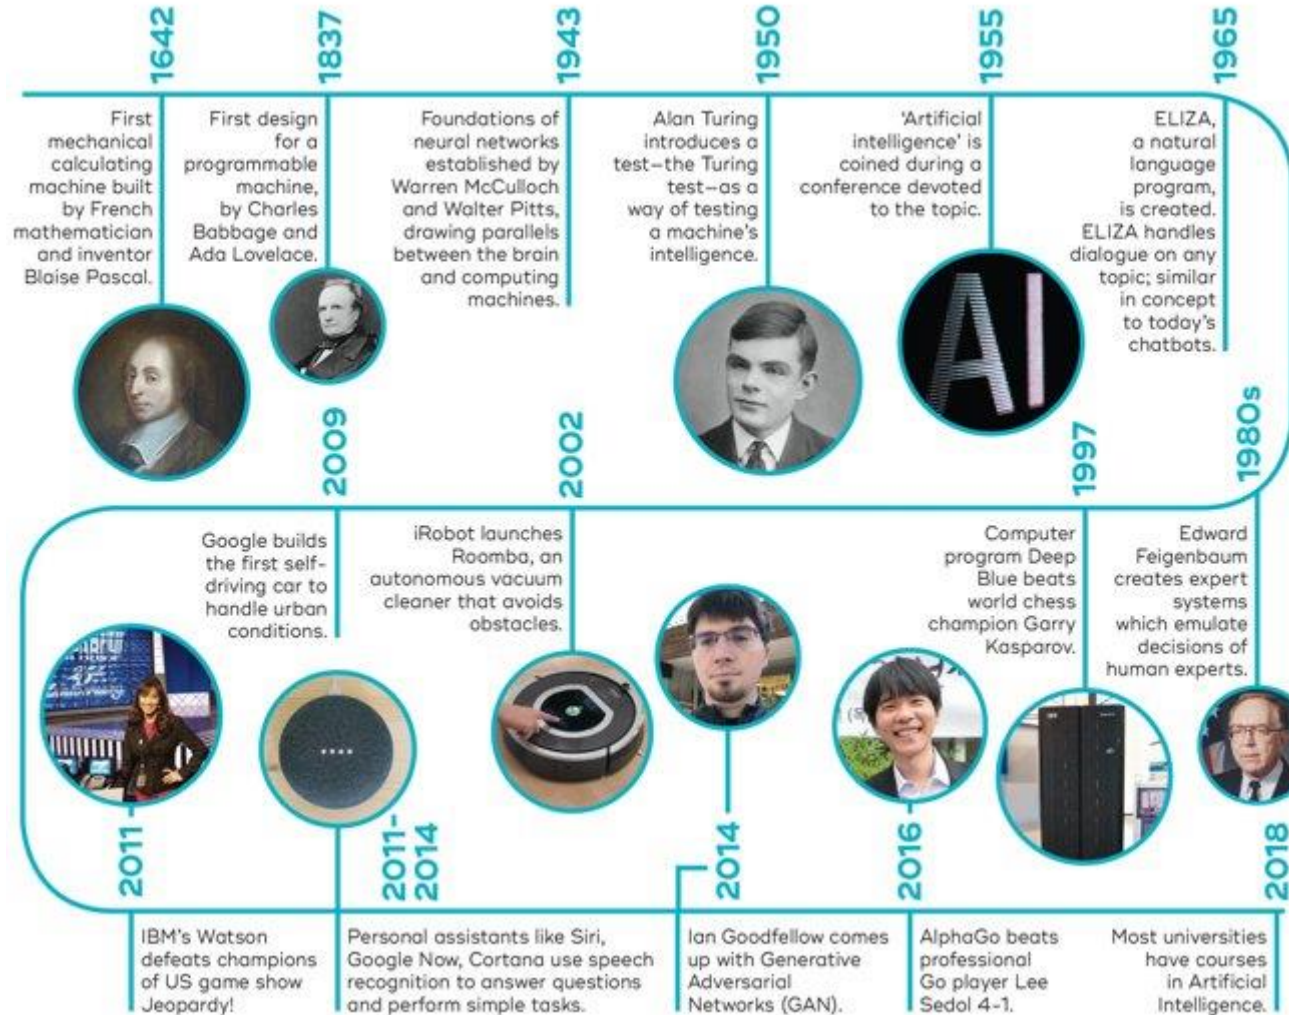 1642
First
mechanical
calculating
machine built
by French
mathematician
and inventor
Blaise Pascal.
1837
First design
for a
programmable
machine,
by Charles
Babbage and
Ada Lovelace.
1943
Foundations of
neural networks
established by
Warren McCulloch
and Walter Pitts,
drawing parallels
between the brain
and computing
machines.
1950
Alan Turing
introduces a
test—the Turing
test—as a
way of testing
a machine's
intelligence.
1955
'Artificial
intelligence' is
coined during a
conference devoted
to the topic.
AI
1965
ELIZA,
a natural
language
program,
is created.
ELIZA handles
dialogue on any
topic; similar
in concept
to today's
chatbots.
1980s
Edward
Feigenbaum
creates expert
systems
which emulate
decisions of
human experts.
1997
Computer
program Deep
Blue beats
world chess
champion Garry
Kasparov.
2002
iRobot launches
Roomba, an
autonomous vacuum
cleaner that avoids
obstacles.
2009
Google builds
the first self-
driving car to
handle urban
conditions.
2011
IBM's Watson
defeats champions
of US game show
Jeopardy!
2011-
2014
Personal assistants like Siri,
Google Now, Cortana use speech
recognition to answer questions
and perform simple tasks.
2014
Ian Goodfellow comes
up with Generative
Adversarial
Networks (GAN).
2016
AlphaGo beats
professional
Go player Lee
Sedol 4-1.
2018
Most universities
have courses
in Artificial
Intelligence.